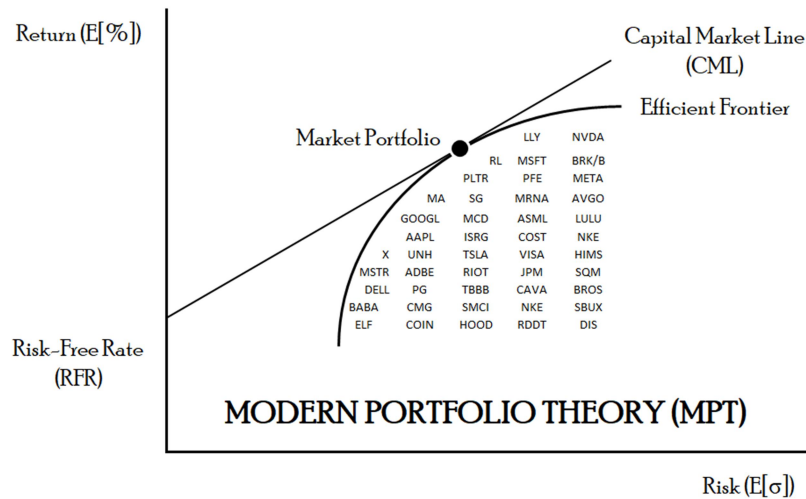 Return (E[%])
Capital Market Line
(CML)
Efficient Frontier
Market Portfolio
LLY NVDA
RL MSFT BRK/B
PLTR PFE META
MA SG MRNA AVGO
GOOGL MCD ASML LULU
AAPL ISRG COST NKE
X UNH TSLA VISA HIMS
MSTR ADBE RIOT JPM SQM
DELL PG TBBB CAVA BROS
BABA CMG SMCI NKE SBUX
ELF COIN HOOD RDDT DIS
Risk-Free Rate
(RFR)
MODERN PORTFOLIO THEORY (MPT)
Risk (E[σ])